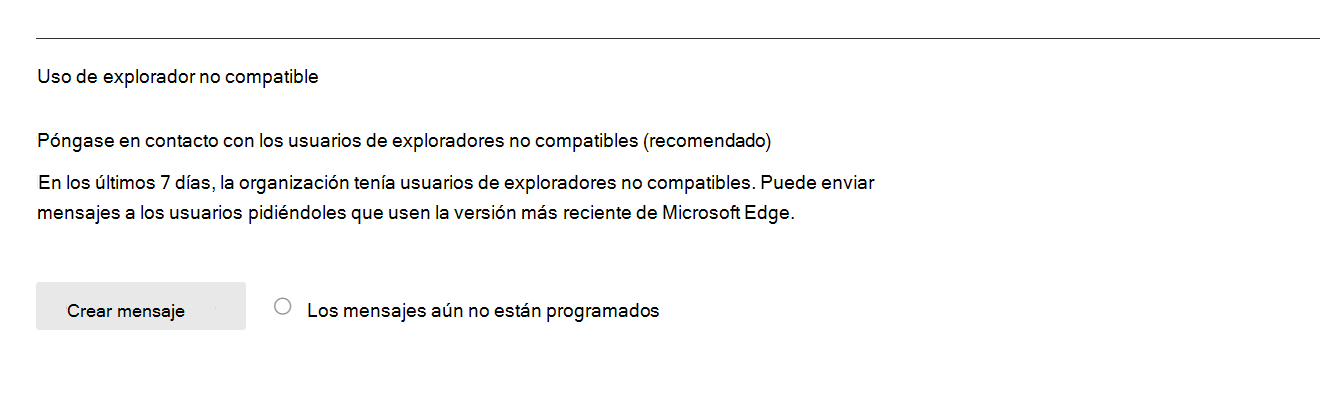 Uso de explorador no compatible
Póngase en contacto con los usuarios de exploradores no compatibles (recomendado)
En los últimos 7 días, la organización tenía usuarios de exploradores no compatibles. Puede enviar
mensajes a los usuarios pidiéndoles que usen la versión más reciente de Microsoft Edge.
Crear mensaje
Los mensajes aún no están programados